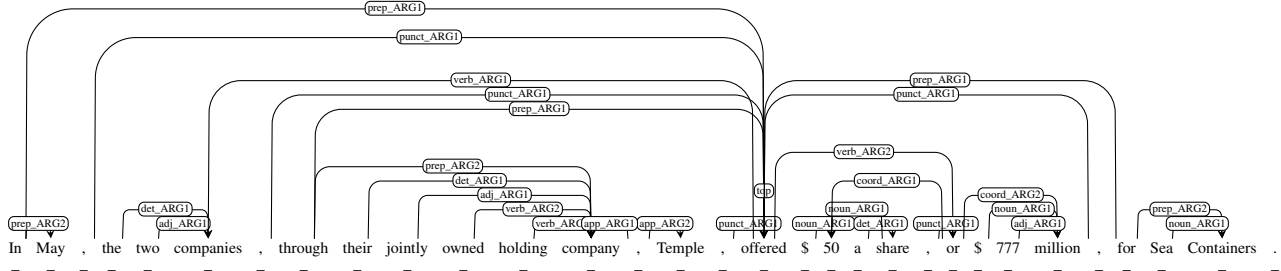 prep_ARG1
punct_ARG1
verb_ARG1 prep_ARG1
punct_ARG1 punct_ARG1
prep_ARG1
verb_ARG2
prep_ARG2
det_ARG1 coord_ARG1
top
adj_ARG1 coord_ARG2
det_ARG1 verb_ARG2 noun_ARG1 noun_ARG1 prep_ARG2
prep_ARG2 adj_ARG1 verb_ARG1 app_ARG1 app_ARG2 punct_ARG1 noun_ARG1 det_ARG1 punct_ARG1 adj_ARG1 noun_ARG1
In May , the two companies , through their jointly owned holding company , Temple , offered $ 50 a share , or $ 777 million , for Sea Containers .